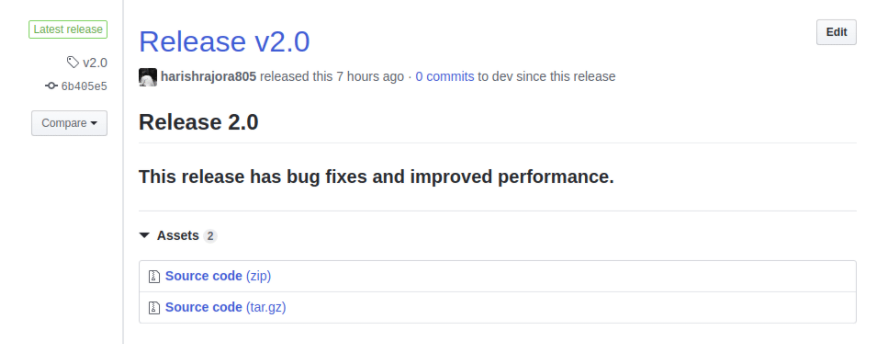 Latest release
v2.0
6b405e5
Compare
Release v2.0
Edit
harishrajora805 released this 7 hours ago · 0 commits to dev since this release
Release 2.0
This release has bug fixes and improved performance.
Assets 2
Source code (zip)
Source code (tar.gz)